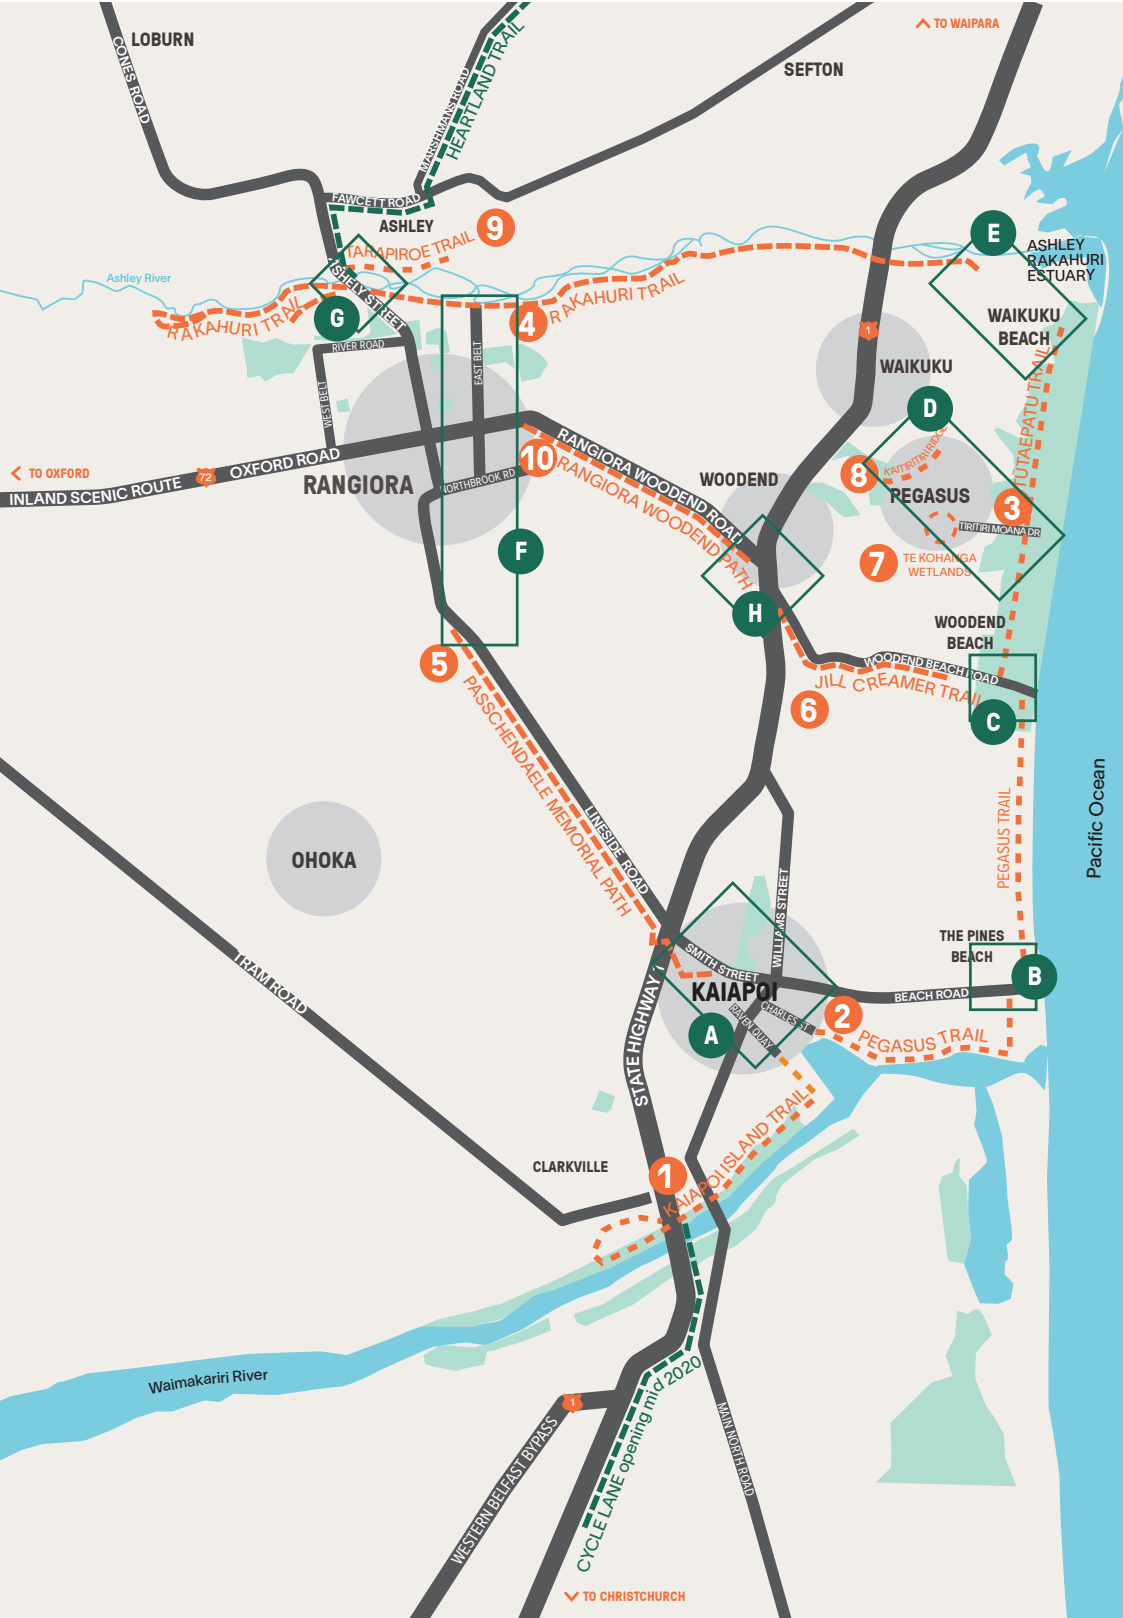 TO WAIPARA
LOBURN
SEFTON
CONES ROAD
HEARTLAND TRAIL
MARSHMANS ROAD
FAWCETT ROAD
ASHLEY
9
TARAPIROE TRAIL
E
ASHLEY
RAKAHURI
ESTUARY
Ashley River
ASHELY STREET
RAKAHURI TRAIL
G
4
RAKAHURI TRAIL
WAIKUKU
BEACH
1
RIVER ROAD
EAST BELT
WEST BELT
WAIKUKU
TUTAEPATU TRAIL
D
RANGIORA WOODEND ROAD
10
RANGIORA WOODEND PATH
KAITIRITIRI RIDGE
8
TO OXFORD
INLAND SCENIC ROUTE
72
OXFORD ROAD
RANGIORA
NORTHBROOK RD
WOODEND
PEGASUS
3
TIRITIRI MOANA DR
F
7
TE KOHANGA
WETLANDS
H
WOODEND
BEACH
5
WOODEND BEACH ROAD
JILL CREAMER TRAIL
6
C
PASSCHENDAELE MEMORIAL PATH
LINESIDE ROAD
PEGASUS TRAIL
Pacific Ocean
OHOKA
WILLIAMS STREET
TRAM ROAD
SMITH STREET
KAIAPOI
THE PINES
BEACH
B
BEACH ROAD
STATE HIGHWAY 1
RAVEN QUAY
CHARLES ST
2
A
PEGASUS TRAIL
KAIAPOI ISLAND TRAIL
CLARKVILLE
1
Waimakariri River
CYCLE LANE opening mid 2020
1
WESTERN BELFAST BYPASS
MAIN NORTH ROAD
TO CHRISTCHURCH